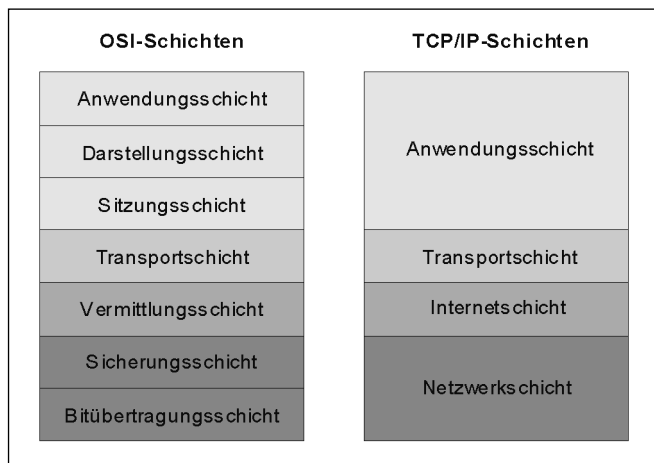 OSI-Schichten
Anwendungsschicht
Darstellungsschicht
Sitzungsschicht
Transportschicht
Vermittlungsschicht
Sicherungsschicht
Bitübertragungsschicht
TCP/IP-Schichten
Anwendungsschicht
Transportschicht
Internetschicht
Netzwerkschicht